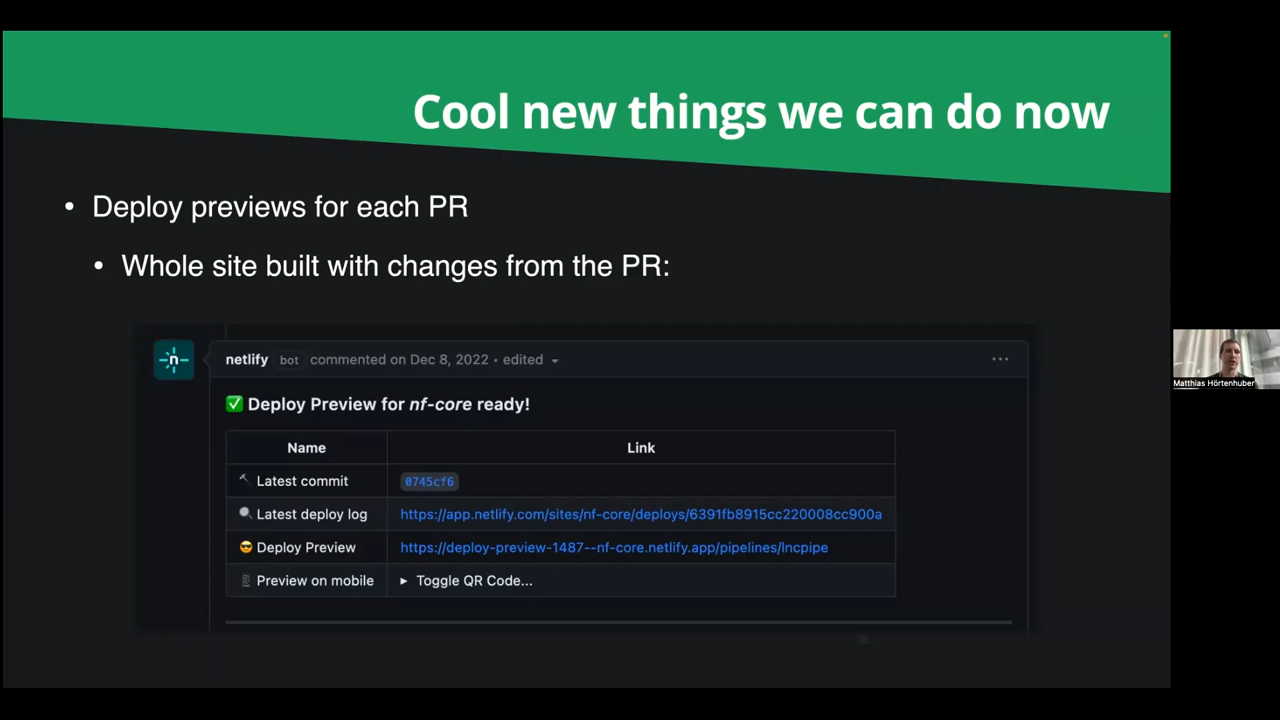 Cool new things we can do now
• Deploy previews for each PR
• Whole site built with changes from the PR:
n
netlify bot commented on Dec 8, 2022 • edited
✅ Deploy Preview for nf-core ready!
Name Link
🔨 Latest commit 0745cf6
🔍 Latest deploy log https://app.netlify.com/sites/nf-core/deploys/6391fb8915cc220008cc900a
😎 Deploy Preview https://deploy-preview-1487--nf-core.netlify.app/pipelines/lncpipe
📱 Preview on mobile ▶ Toggle QR Code...
Matthias Hörtenhuber